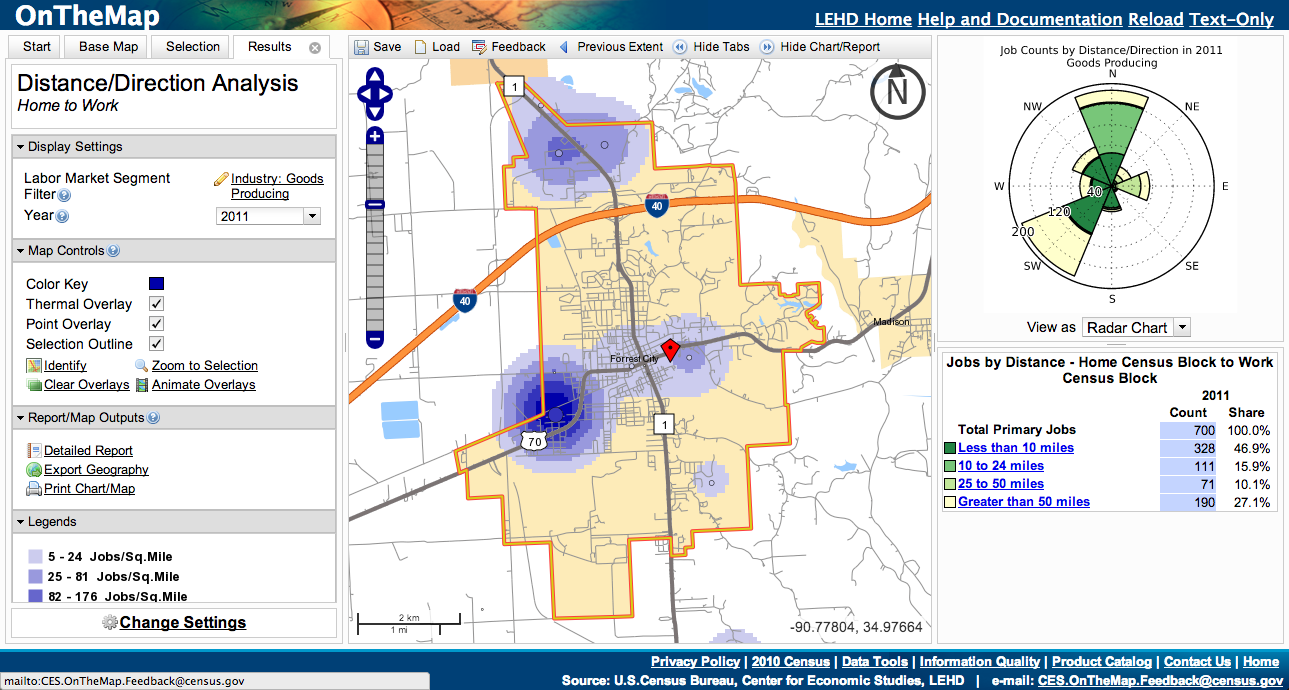 OnTheMap
LEHD Home Help and Documentation Reload Text-Only
Start
Base Map
Selection
Results
Save
Load
Feedback
Previous Extent
Hide Tabs
Hide Chart/Report
Distance/Direction Analysis
Home to Work
Display Settings
Labor Market Segment
Filter
Industry: Goods
Producing
Year
2011
Map Controls
Color Key
Thermal Overlay
Point Overlay
Selection Outline
Identify
Zoom to Selection
Clear Overlays
Animate Overlays
Report/Map Outputs
Detailed Report
Export Geography
Print Chart/Map
Legends
5 - 24 Jobs/Sq.Mile
25 - 81 Jobs/Sq.Mile
82 - 176 Jobs/Sq.Mile
Change Settings
N
1
40
40
Madison
Forrest City
70
1
2 km
1 mi
-90.77804, 34.97664
Job Counts by Distance/Direction in 2011
Goods Producing
N
NW
NE
W
E
40
120
200
SW
SE
S
View as
Radar Chart
Jobs by Distance - Home Census Block to Work
Census Block
2011
Count Share
Total Primary Jobs 700 100.0%
Less than 10 miles 328 46.9%
10 to 24 miles 111 15.9%
25 to 50 miles 71 10.1%
Greater than 50 miles 190 27.1%
Privacy Policy | 2010 Census | Data Tools | Information Quality | Product Catalog | Contact Us | Home
Source: U.S.Census Bureau, Center for Economic Studies, LEHD | e-mail: CES.OnTheMap.Feedback@census.gov
mailto:CES.OnTheMap.Feedback@census.gov